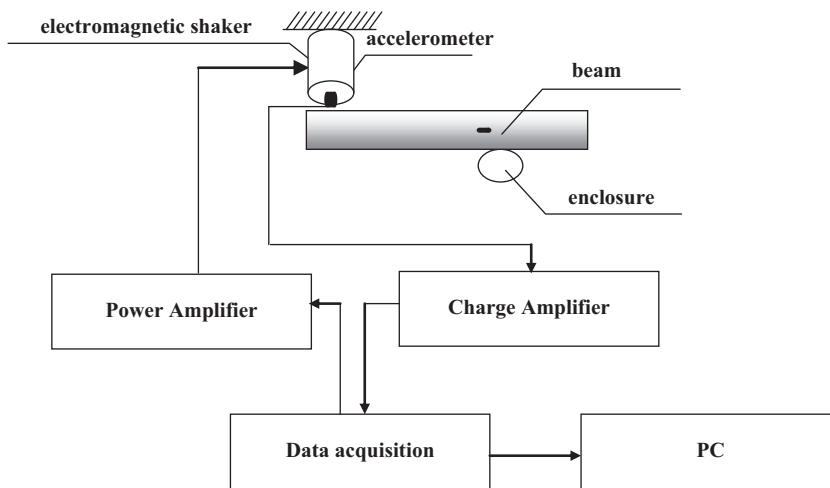 electromagnetic shaker
accelerometer
beam
enclosure
Power Amplifier
Charge Amplifier
Data acquisition
PC